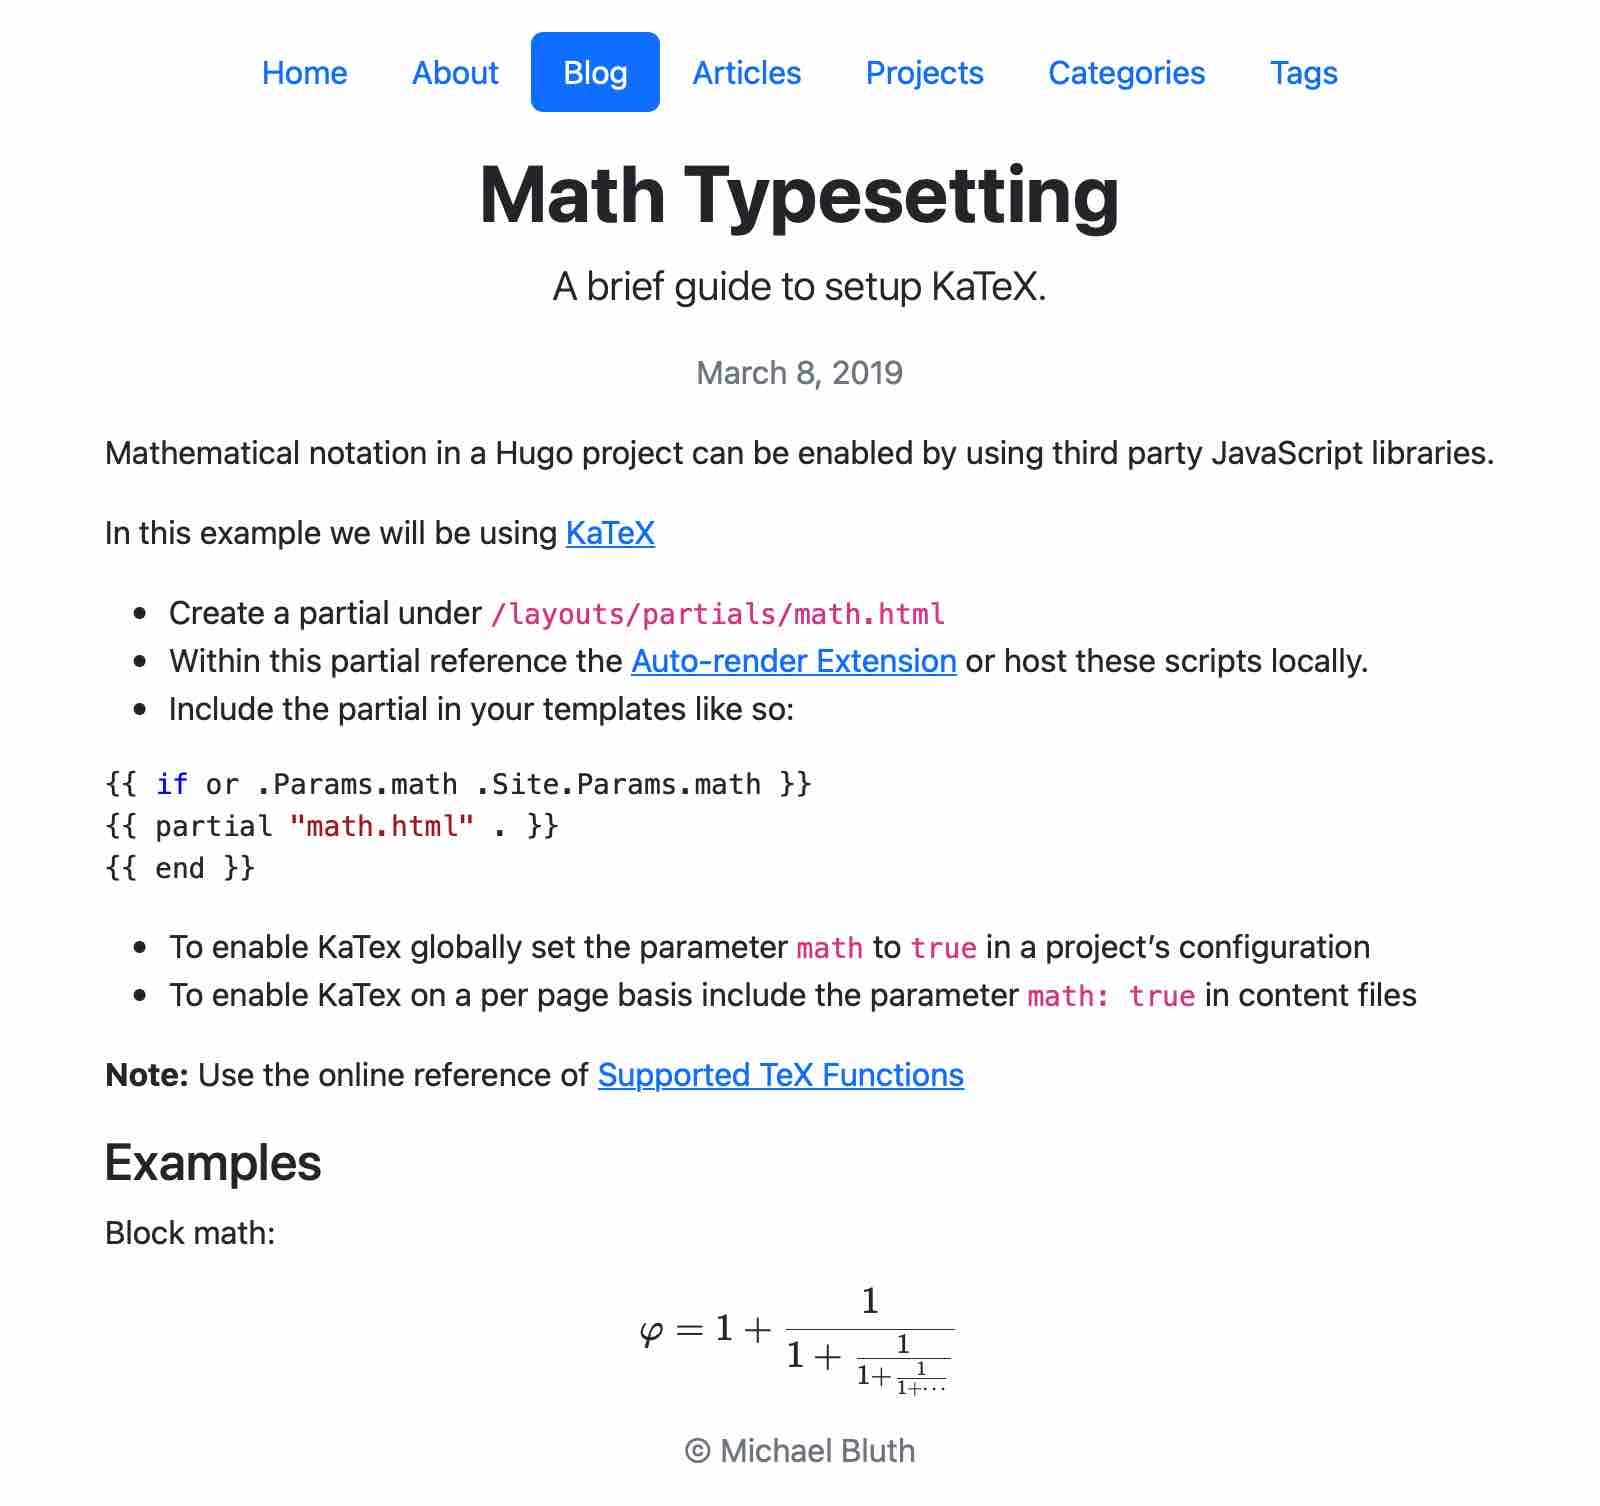 Home About Blog Articles Projects Categories Tags
Math Typesetting
A brief guide to setup KaTeX.
March 8, 2019
Mathematical notation in a Hugo project can be enabled by using third party JavaScript libraries.
In this example we will be using KaTeX
• Create a partial under /layouts/partials/math.html
• Within this partial reference the Auto-render Extension or host these scripts locally.
• Include the partial in your templates like so:
{{ if or .Params.math .Site.Params.math }}
{{ partial "math.html" . }}
{{ end }}
• To enable KaTex globally set the parameter math to true in a project’s configuration
• To enable KaTex on a per page basis include the parameter math: true in content files
Note: Use the online reference of Supported TeX Functions
Examples
Block math:
φ = 1 + 1/(1 + 1/(1+ 1/(1+⋯)))
© Michael Bluth